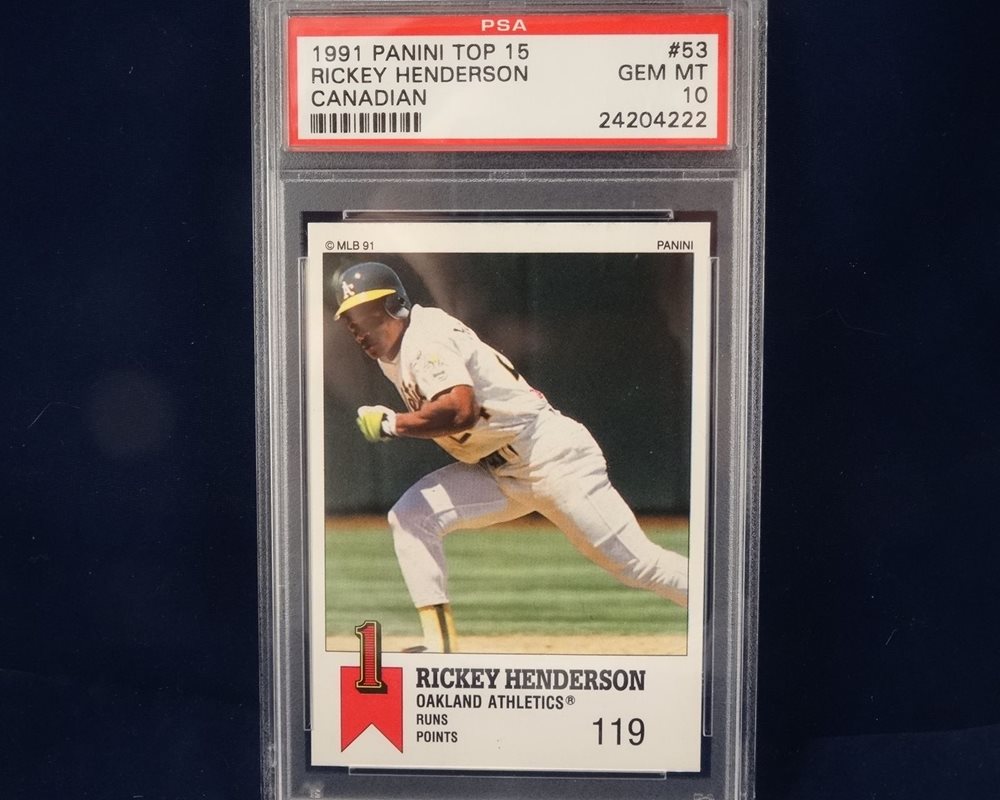 PSA
1991 PANINI TOP 15 #53
RICKEY HENDERSON GEM MT
CANADIAN 10
24204222
© MLB 91 PANINI
A's
1
RICKEY HENDERSON
OAKLAND ATHLETICS®
RUNS
POINTS
119